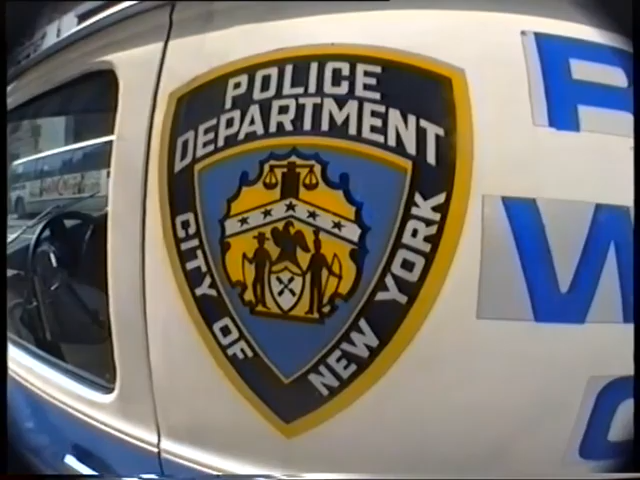 POLICE
DEPARTMENT
CITY OF
NEW YORK
P
W